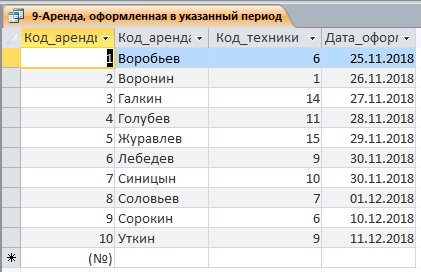 9-Аренда, оформленная в указанный период
Код_аренды Код_аренда Код_техники Дата_оформ
1 Воробьев 6 25.11.2018
2 Воронин 1 26.11.2018
3 Галкин 14 27.11.2018
4 Голубев 11 28.11.2018
5 Журавлев 15 29.11.2018
6 Лебедев 9 30.11.2018
7 Синицын 10 30.11.2018
8 Соловьев 7 01.12.2018
9 Сорокин 6 10.12.2018
10 Уткин 9 11.12.2018
(№)